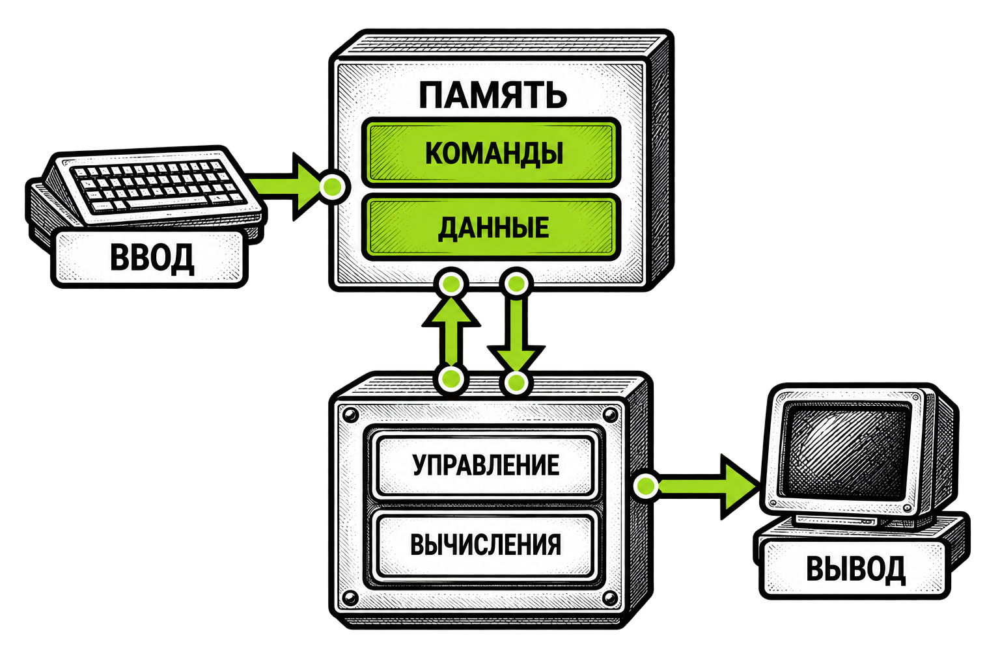 ПАМЯТЬ
КОМАНДЫ
ДАННЫЕ
ВВОД
УПРАВЛЕНИЕ
ВЫЧИСЛЕНИЯ
ВЫВОД